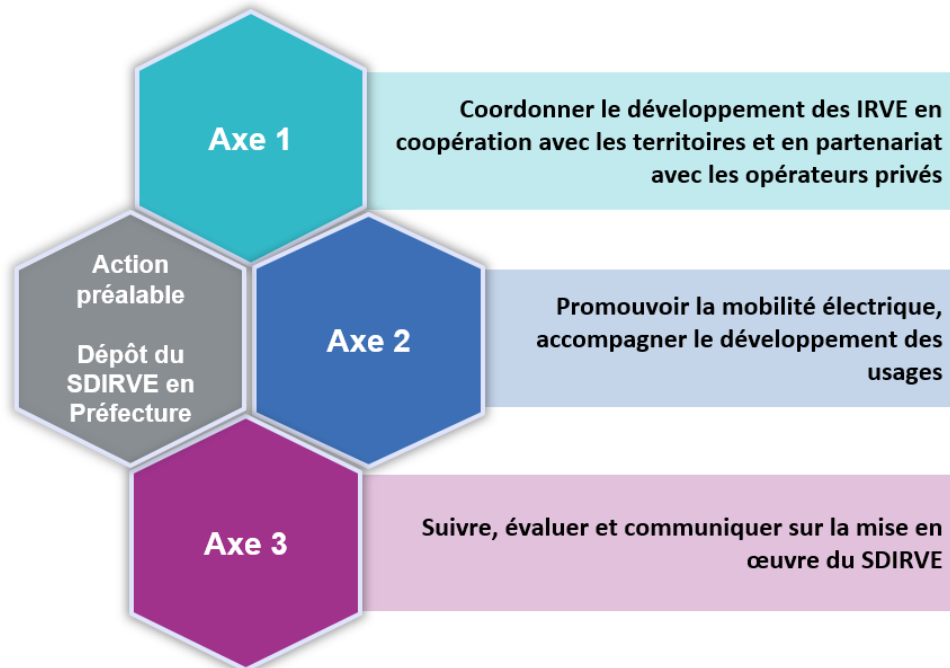 Axe 1
Coordonner le développement des IRVE en
coopération avec les territoires et en partenariat
avec les opérateurs privés
Action
préalable
Dépôt du
SDIRVE en
Préfecture
Axe 2
Promouvoir la mobilité électrique,
accompagner le développement des
usages
Axe 3
Suivre, évaluer et communiquer sur la mise en
œuvre du SDIRVE